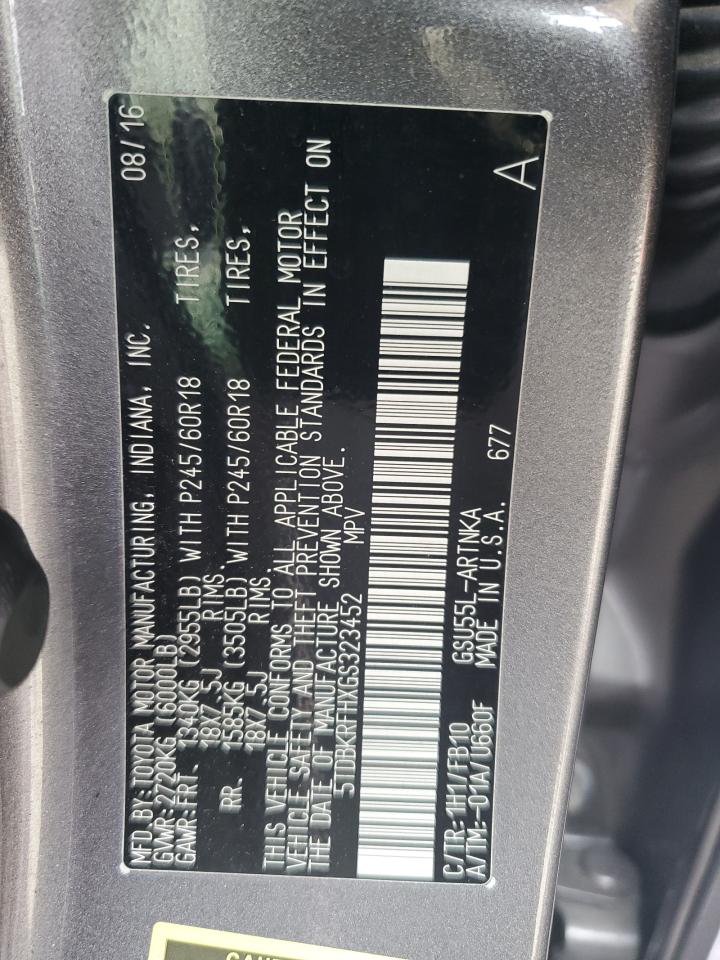 MFD.BY:TOYOTA MOTOR MANUFACTURING, INDIANA, INC. 08/16
GVWR:2720KG (6000LB)
GAWR:FRT 1340KG (2955LB) WITH P245/60R18 TIRES,
18X7.5J RIMS.
RR. 1585KG (3505LB) WITH P245/60R18 TIRES,
18X7.5J RIMS.
THIS VEHICLE CONFORMS TO ALL APPLICABLE FEDERAL MOTOR
VEHICLE SAFETY AND THEFT PREVENTION STANDARDS IN EFFECT ON
THE DATE OF MANUFACTURE SHOWN ABOVE.
5TDBKRFHXGS323452 MPV
C/TR:1H1/FB10 GSU55L-ARTNKA
A/TM:-01A/U660F MADE IN U.S.A. 677 A